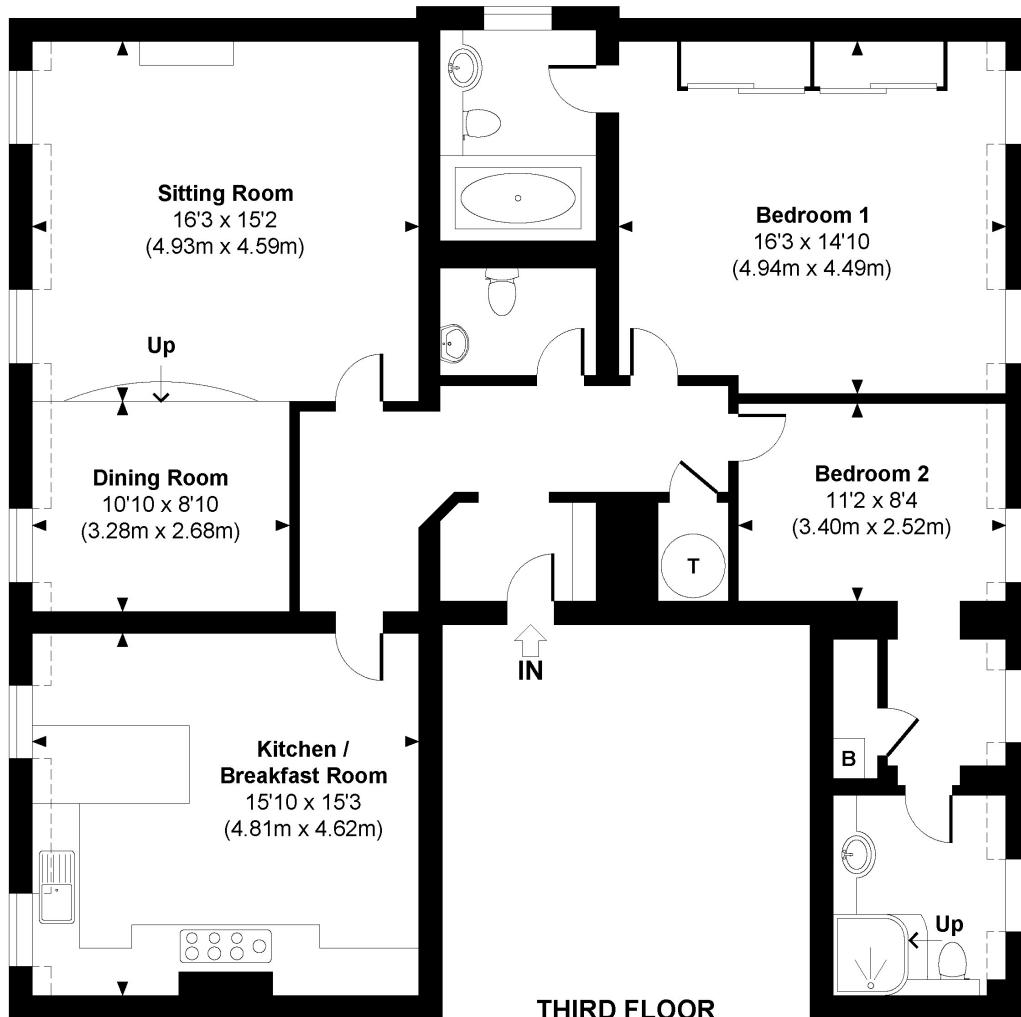 Sitting Room
16'3 x 15'2
(4.93m x 4.59m)
Bedroom 1
16'3 x 14'10
(4.94m x 4.49m)
Up
Dining Room
10'10 x 8'10
(3.28m x 2.68m)
Bedroom 2
11'2 x 8'4
(3.40m x 2.52m)
T
IN
Kitchen /
Breakfast Room
15'10 x 15'3
(4.81m x 4.62m)
B
Up
THIRD FLOOR